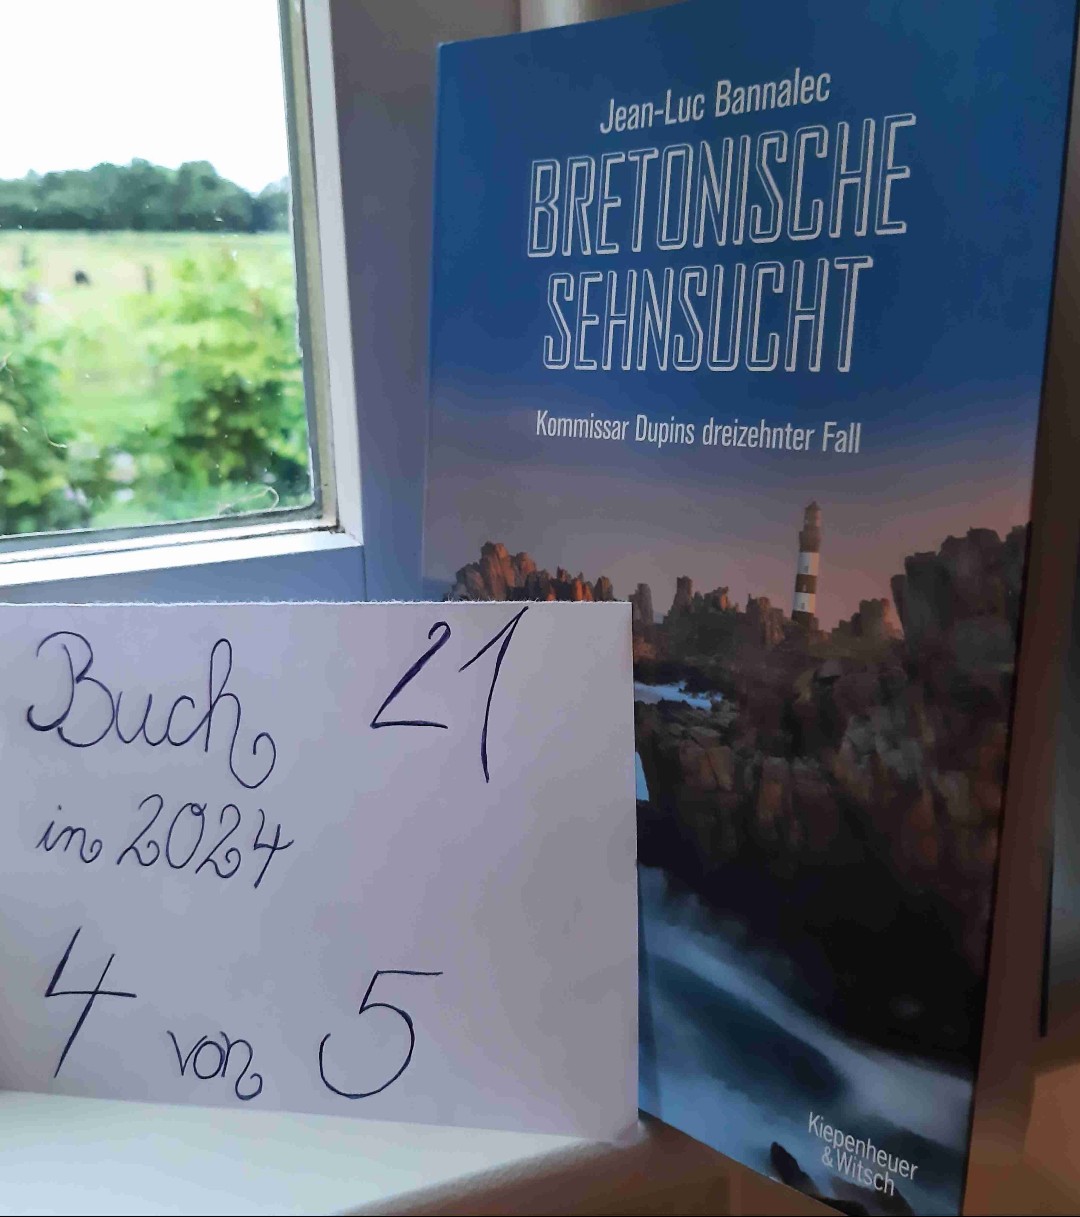 Jean-Luc Bannalec
BRETONISCHE
SEHNSUCHT
Kommissar Dupins dreizehnter Fall
Buch 21
in 2024
4 von 5
Kiepenheuer
&Witsch